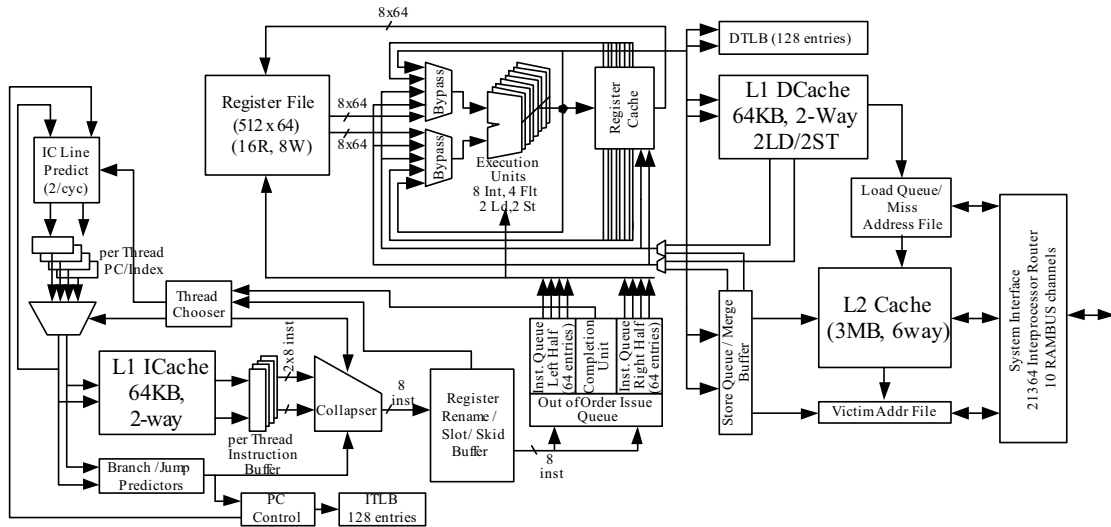 8x64
DTLB (128 entries)
Register File
(512 x 64)
(16R, 8W)
8x64
8x64
Bypass
Bypass
Execution
Units
8 Int, 4 Flt
2 Ld,2 St
Register
Cache
L1 DCache
64KB, 2-Way
2LD/2ST
IC Line
Predict
(2/cyc)
per Thread
PC/Index
Load Queue/
Miss
Address File
Thread
Chooser
L2 Cache
(3MB, 6way)
System Interface
21364 Interprocessor Router
10 RAMBUS channels
Inst. Queue
Left Half
(64 entries)
Completion
Unit
Inst. Queue
Right Half
(64 entries)
Out of Order Issue
Queue
Store Queue / Merge
Buffer
L1 ICache
64KB,
2-way
2x8 inst
Collapser
8
inst
Register
Rename /
Slot/ Skid
Buffer
8
inst
Victim Addr File
per Thread
Instruction
Buffer
Branch /Jump
Predictors
PC
Control
ITLB
128 entries